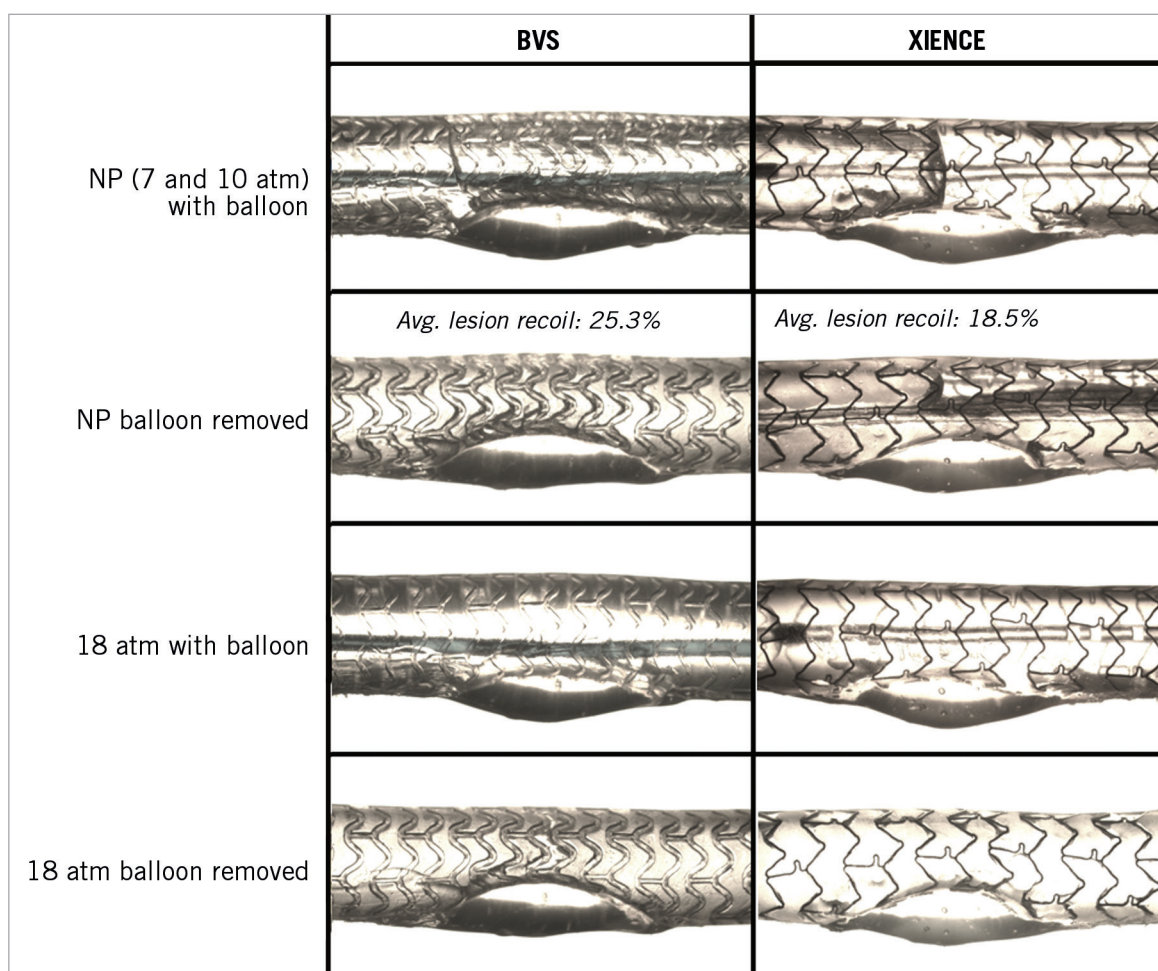 BVS
XIENCE
NP (7 and 10 atm)
with balloon
Avg. lesion recoil: 25.3%
Avg. lesion recoil: 18.5%
NP balloon removed
18 atm with balloon
18 atm balloon removed